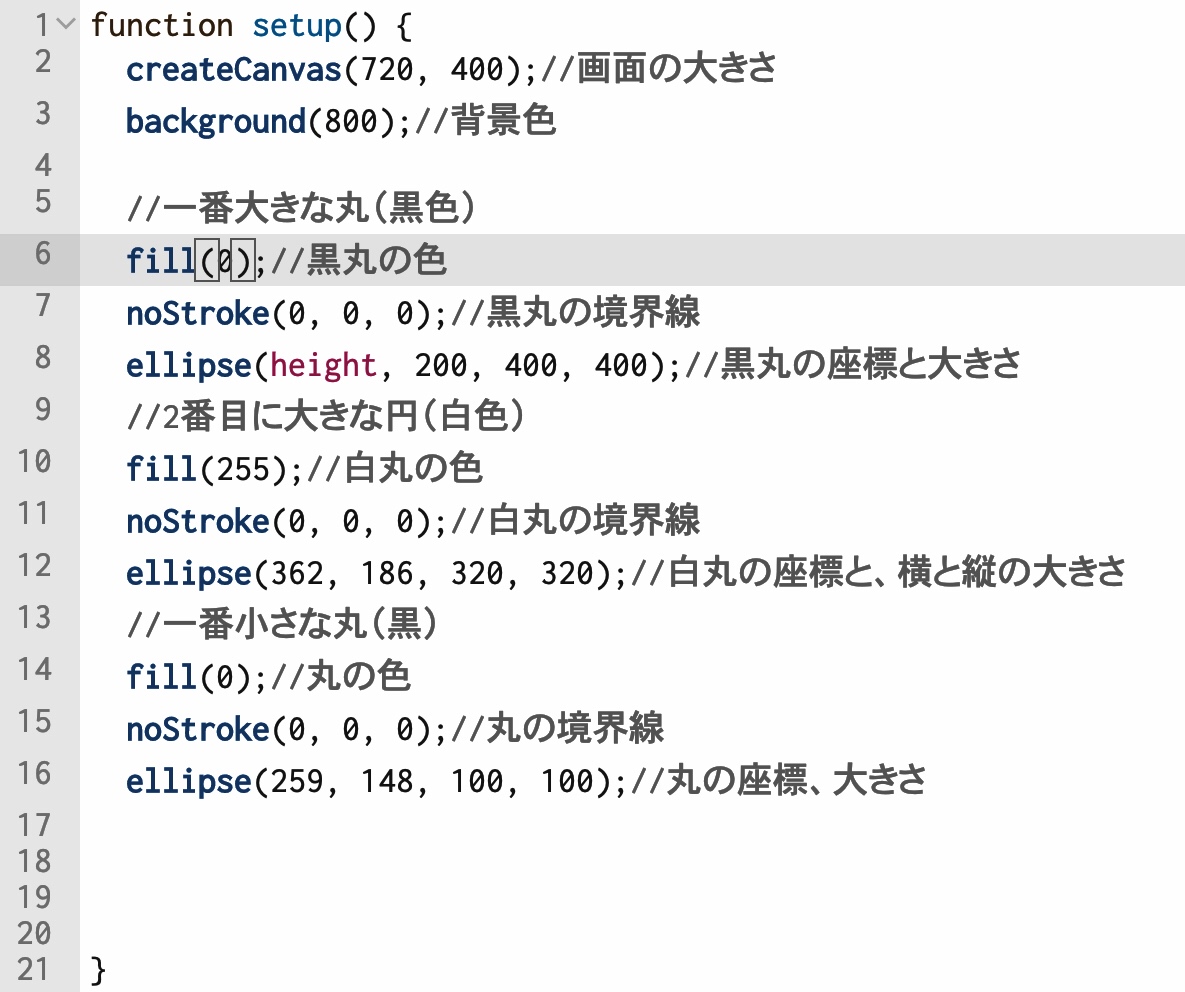 1 function setup() {
2 createCanvas(720, 400);//画面の大きさ
3 background(800);//背景色
4
5 //一番大きな丸(黒色)
6 fill(0);//黒丸の色
7 noStroke(0, 0, 0);//黒丸の境界線
8 ellipse(height, 200, 400, 400);//黒丸の座標と大きさ
9 //2番目に大きな円(白色)
10 fill(255);//白丸の色
11 noStroke(0, 0, 0);//白丸の境界線
12 ellipse(362, 186, 320, 320);//白丸の座標と、横と縦の大きさ
13 //一番小さな丸(黒)
14 fill(0);//丸の色
15 noStroke(0, 0, 0);//丸の境界線
16 ellipse(259, 148, 100, 100);//丸の座標、大きさ
17
18
19
20
21 }